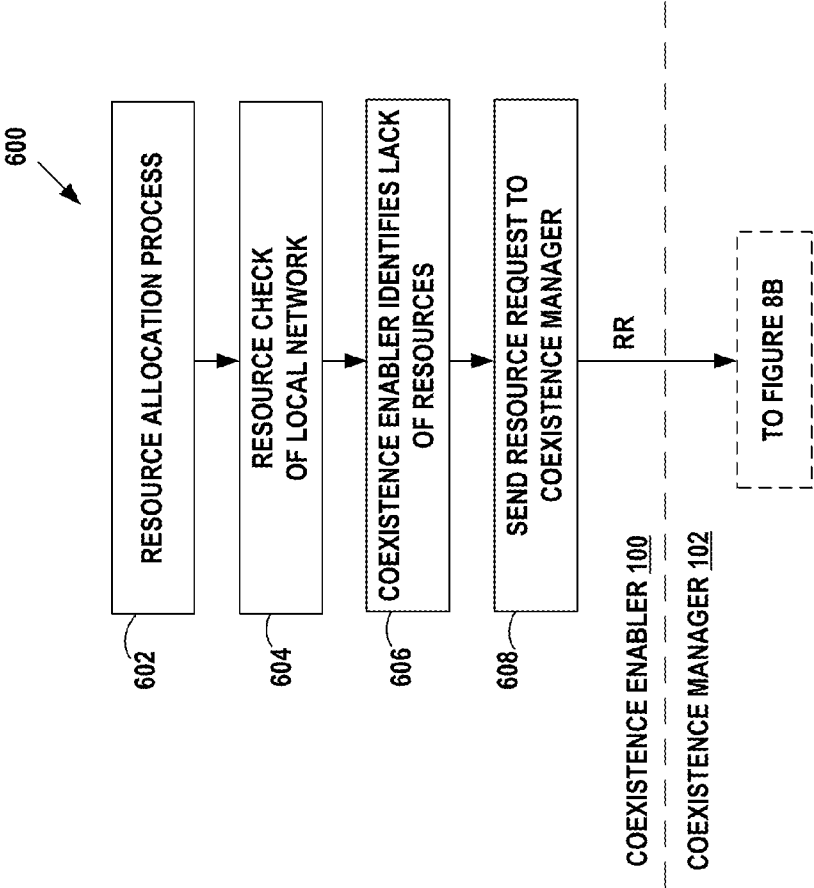 600
RESOURCE ALLOCATION PROCESS
602
RESOURCE CHECK
OF LOCAL NETWORK
604
COEXISTENCE ENABLER IDENTIFIES LACK
OF RESOURCES
606
SEND RESOURCE REQUEST TO
COEXISTENCE MANAGER
608
RR
COEXISTENCE ENABLER 100
COEXISTENCE MANAGER 102
TO FIGURE 8B